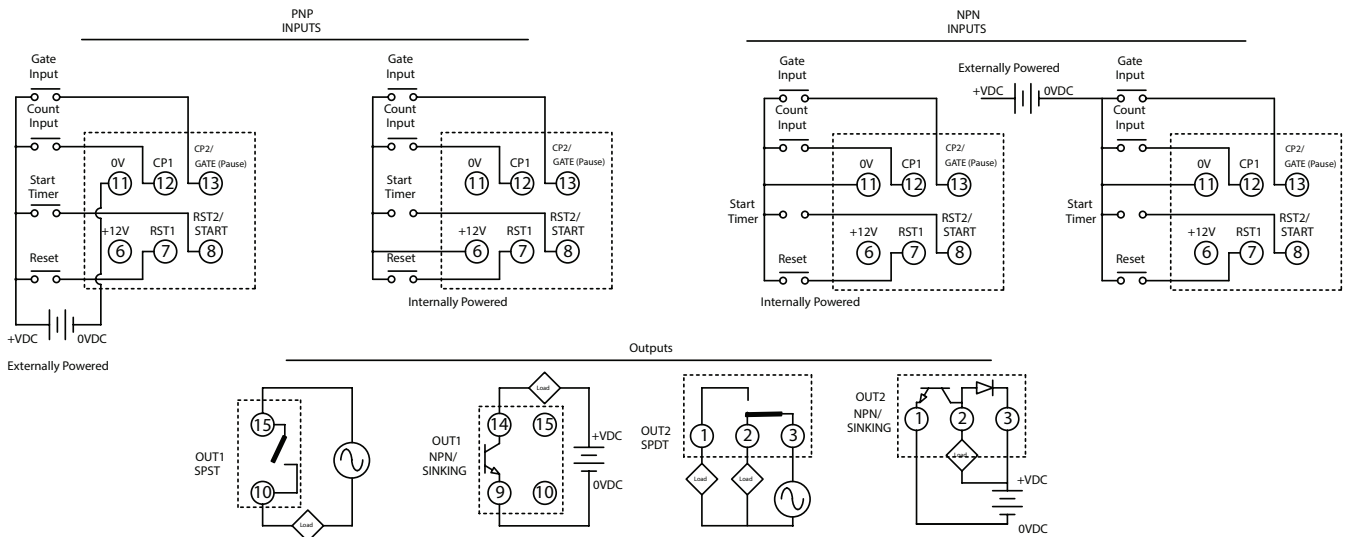 PNP
INPUTS
Gate
Input
Count
Input
0V
CP1
CP2/
GATE (Pause)
11
12
13
Start
Timer
+12V
RST1
RST2/
START
6
7
8
Reset
+VDC
0VDC
Externally Powered
Gate
Input
Count
Input
0V
CP1
CP2/
GATE (Pause)
11
12
13
Start
Timer
+12V
RST1
RST2/
START
6
7
8
Reset
Internally Powered
NPN
INPUTS
Gate
Input
Count
Input
0V
CP1
CP2/
GATE (Pause)
11
12
13
Start
Timer
+12V
RST1
RST2/
START
6
7
8
Reset
Internally Powered
Externally Powered
+VDC
0VDC
Gate
Input
Count
Input
0V
CP1
CP2/
GATE (Pause)
11
12
13
Start
Timer
+12V
RST1
RST2/
START
6
7
8
Reset
Outputs
15
10
OUT1
SPST
Load
Load
14
15
OUT1
NPN/
SINKING
9
10
+VDC
0VDC
OUT2
SPDT
1
2
3
Load
Load
OUT2
NPN/
SINKING
1
2
3
Load
+VDC
0VDC